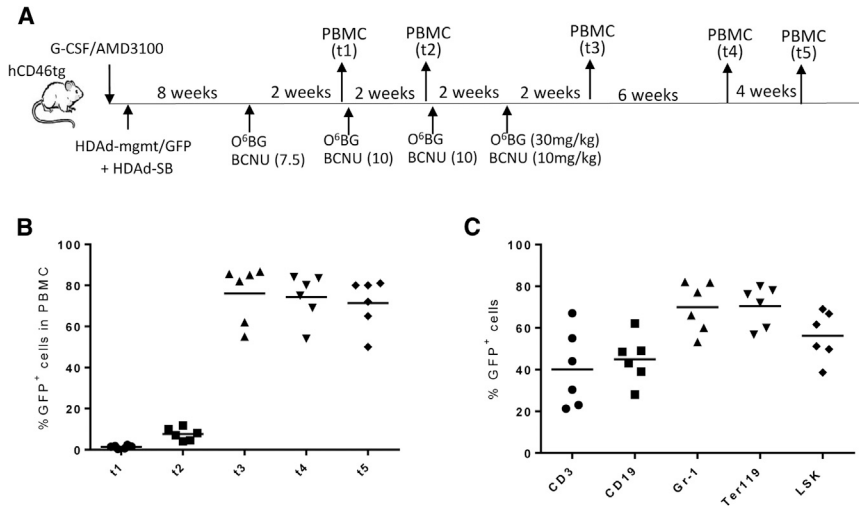 A
G-CSF/AMD3100
hCD46tg
PBMC
(t1)
PBMC
(t2)
PBMC
(t3)
PBMC
(t4)
PBMC
(t5)
8 weeks
2 weeks
2 weeks
2 weeks
2 weeks
6 weeks
4 weeks
HDAd-mgmt/GFP
+ HDAd-SB
O⁶BG
BCNU (7.5)
O⁶BG
BCNU (10)
O⁶BG
BCNU (10)
O⁶BG (30mg/kg)
BCNU (10mg/kg)
B
%GFP⁺ cells in PBMC
100
80
60
40
20
0
t1
t2
t3
t4
t5
C
% GFP⁺ cells
100
80
60
40
20
0
CD3
CD19
Gr-1
Ter119
LSK